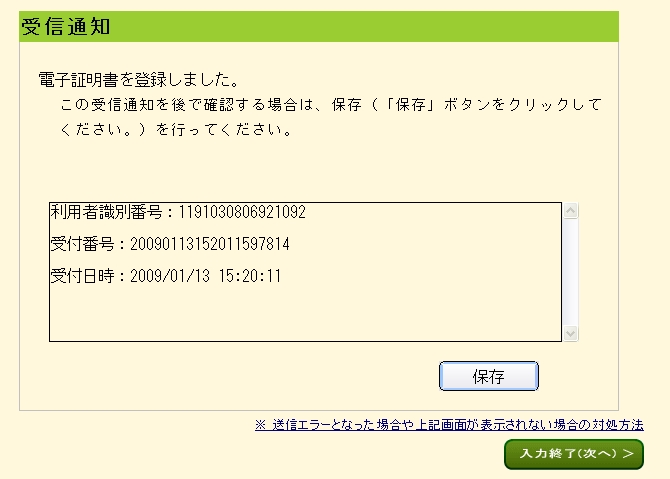 受信通知
電子証明書を登録しました。
この受信通知を後で確認する場合は、保存（「保存」ボタンをクリックして
ください。）を行ってください。
利用者識別番号：1191030806921092
受付番号：20090113152011597814
受付日時：2009/01/13 15:20:11
保存
※ 送信エラーとなった場合や上記画面が表示されない場合の対処方法
入力終了(次へ) >